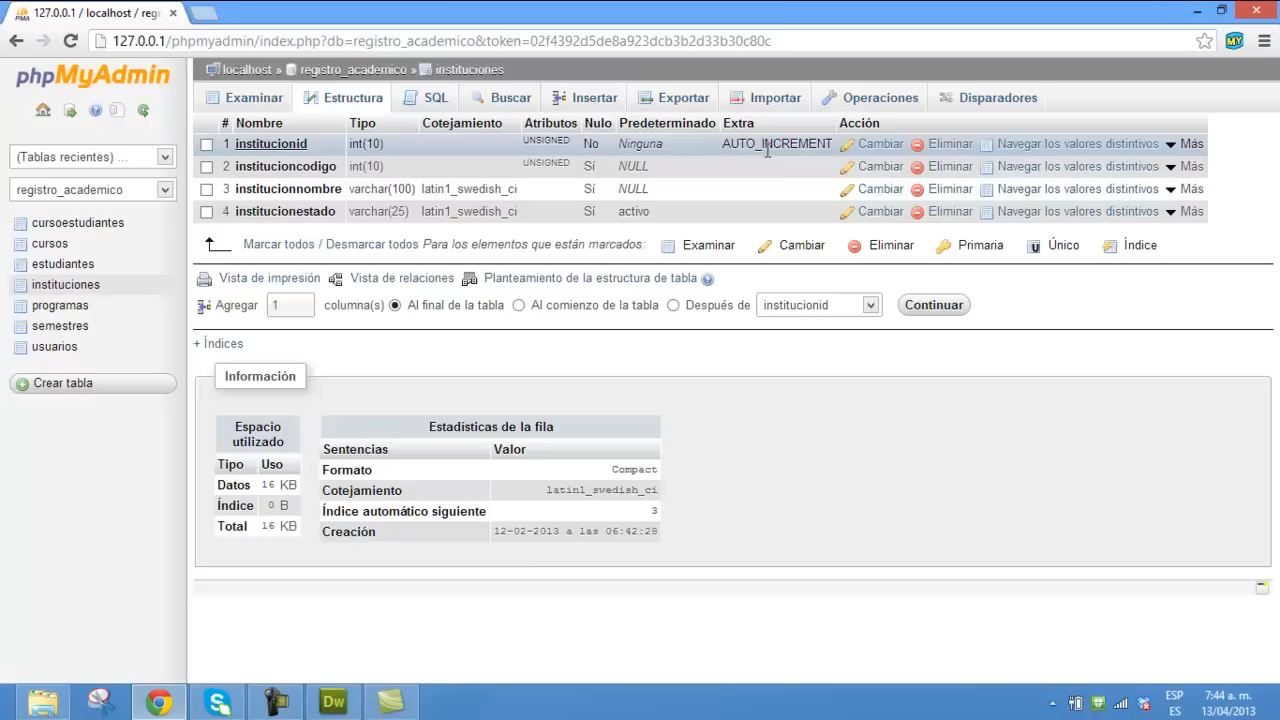 127.0.0.1 / localhost / reg
127.0.0.1/phpmyadmin/index.php?db=registro_academico&token=02f4392d5de8a923dcb3b2d33b30c80c
MY
phpMyAdmin
localhost » registro_academico » instituciones
Examinar Estructura SQL Buscar Insertar Exportar Importar Operaciones Disparadores
(Tablas recientes) ...
registro_academico
cursoestudiantes
cursos
estudiantes
instituciones
programas
semestres
usuarios
Crear tabla
# Nombre Tipo Cotejamiento Atributos Nulo Predeterminado Extra Acción
1 institucionid int(10) UNSIGNED No Ninguna AUTO_INCREMENT Cambiar Eliminar Navegar los valores distintivos Más
2 institucioncodigo int(10) UNSIGNED Sí NULL Cambiar Eliminar Navegar los valores distintivos Más
3 institucionnombre varchar(100) latin1_swedish_ci Sí NULL Cambiar Eliminar Navegar los valores distintivos Más
4 institucionestado varchar(25) latin1_swedish_ci Sí activo Cambiar Eliminar Navegar los valores distintivos Más
Marcar todos / Desmarcar todos Para los elementos que están marcados: Examinar Cambiar Eliminar Primaria Único Índice
Vista de impresión Vista de relaciones Planteamiento de la estructura de tabla
Agregar 1 columna(s) Al final de la tabla Al comienzo de la tabla Después de institucionid Continuar
+ Índices
Información
Espacio utilizado
Tipo Uso
Datos 16 KB
Índice 0 B
Total 16 KB
Estadísticas de la fila
Sentencias Valor
Formato Compact
Cotejamiento latin1_swedish_ci
Índice automático siguiente 3
Creación 12-02-2013 a las 06:42:28
Dw
ESP
ES
7:44 a. m.
13/04/2013